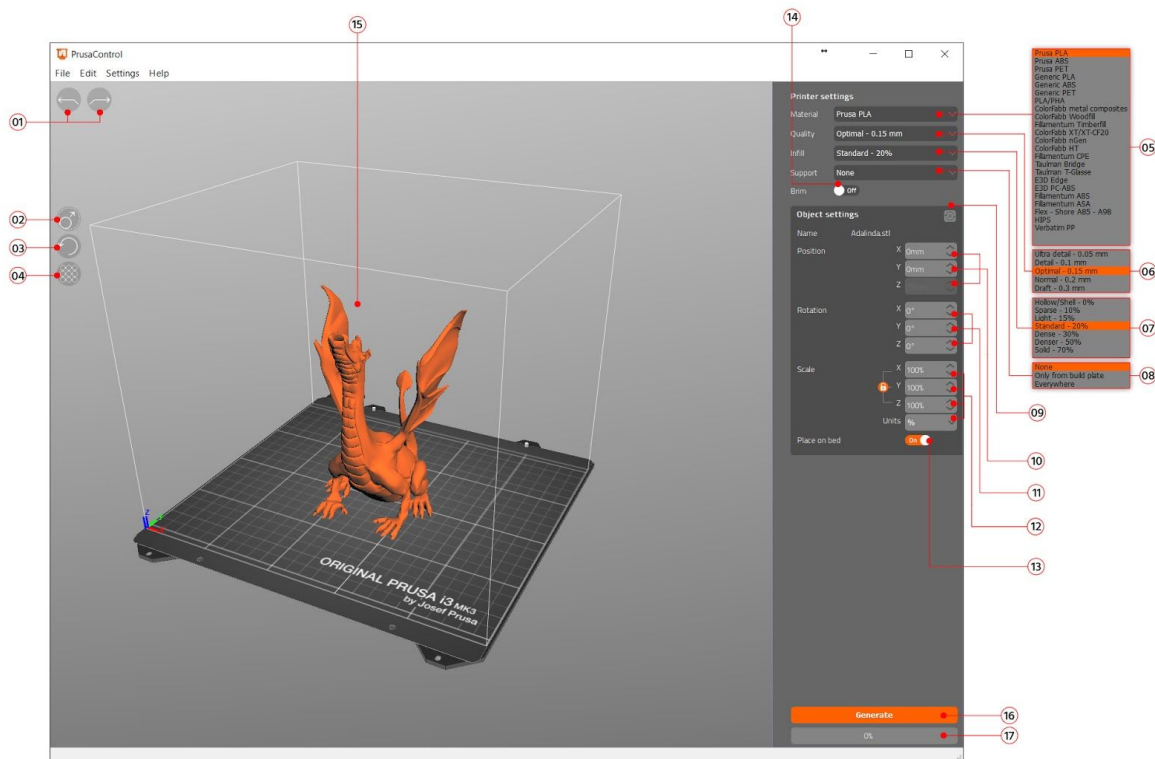 15
14
PrusaControl
File Edit Settings Help
01
02
03
04
Printer settings
Material Prusa PLA
Quality Optimal - 0.15 mm
Infill Standard - 20%
Support None
Brim Off
Object settings
Name Adalinda.stl
Position X 0mm
Y 0mm
Z
Rotation X 0°
Y 0°
Z 0°
Scale X 100%
Y 100%
Z 100%
Units %
Place on bed On
Generate
0%
Z
ORIGINAL PRUSA i3 MK3
by Josef Prusa
Prusa PLA
Prusa ABS
Prusa PET
Generic PLA
Generic ABS
Generic PET
PLA/PHA
ColorFabb metal composites
ColorFabb Woodfill
Fillamentum Timberfill
ColorFabb XT/XT-CF20
ColorFabb nGen
ColorFabb HT
Fillamentum CPE
Taulman Bridge
Taulman T-Glasse
E3D Edge
E3D PC-ABS
Fillamentum ABS
Fillamentum ASA
Flex - Shore A85 - A98
HIPS
Verbatim PP
05
Ultra detail - 0.05 mm
Detail - 0.1 mm
Optimal - 0.15 mm
Normal - 0.2 mm
Draft - 0.3 mm
06
Hollow/Shell - 0%
Sparse - 10%
Light - 15%
Standard - 20%
Dense - 30%
Denser - 50%
Solid - 70%
07
None
Only from build plate
Everywhere
08
09
10
11
12
13
16
17